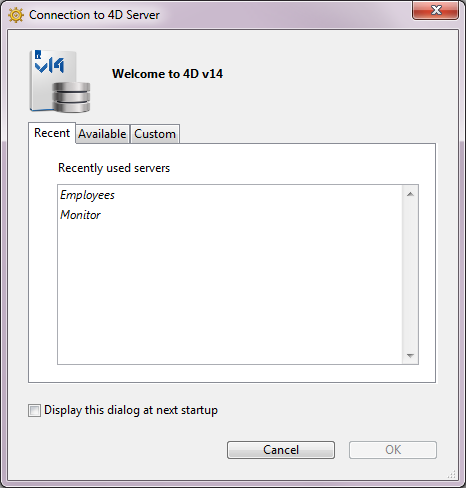 Connection to 4D Server
v14
Welcome to 4D v14
Recent Available Custom
Recently used servers
Employees
Monitor
Display this dialog at next startup
Cancel OK